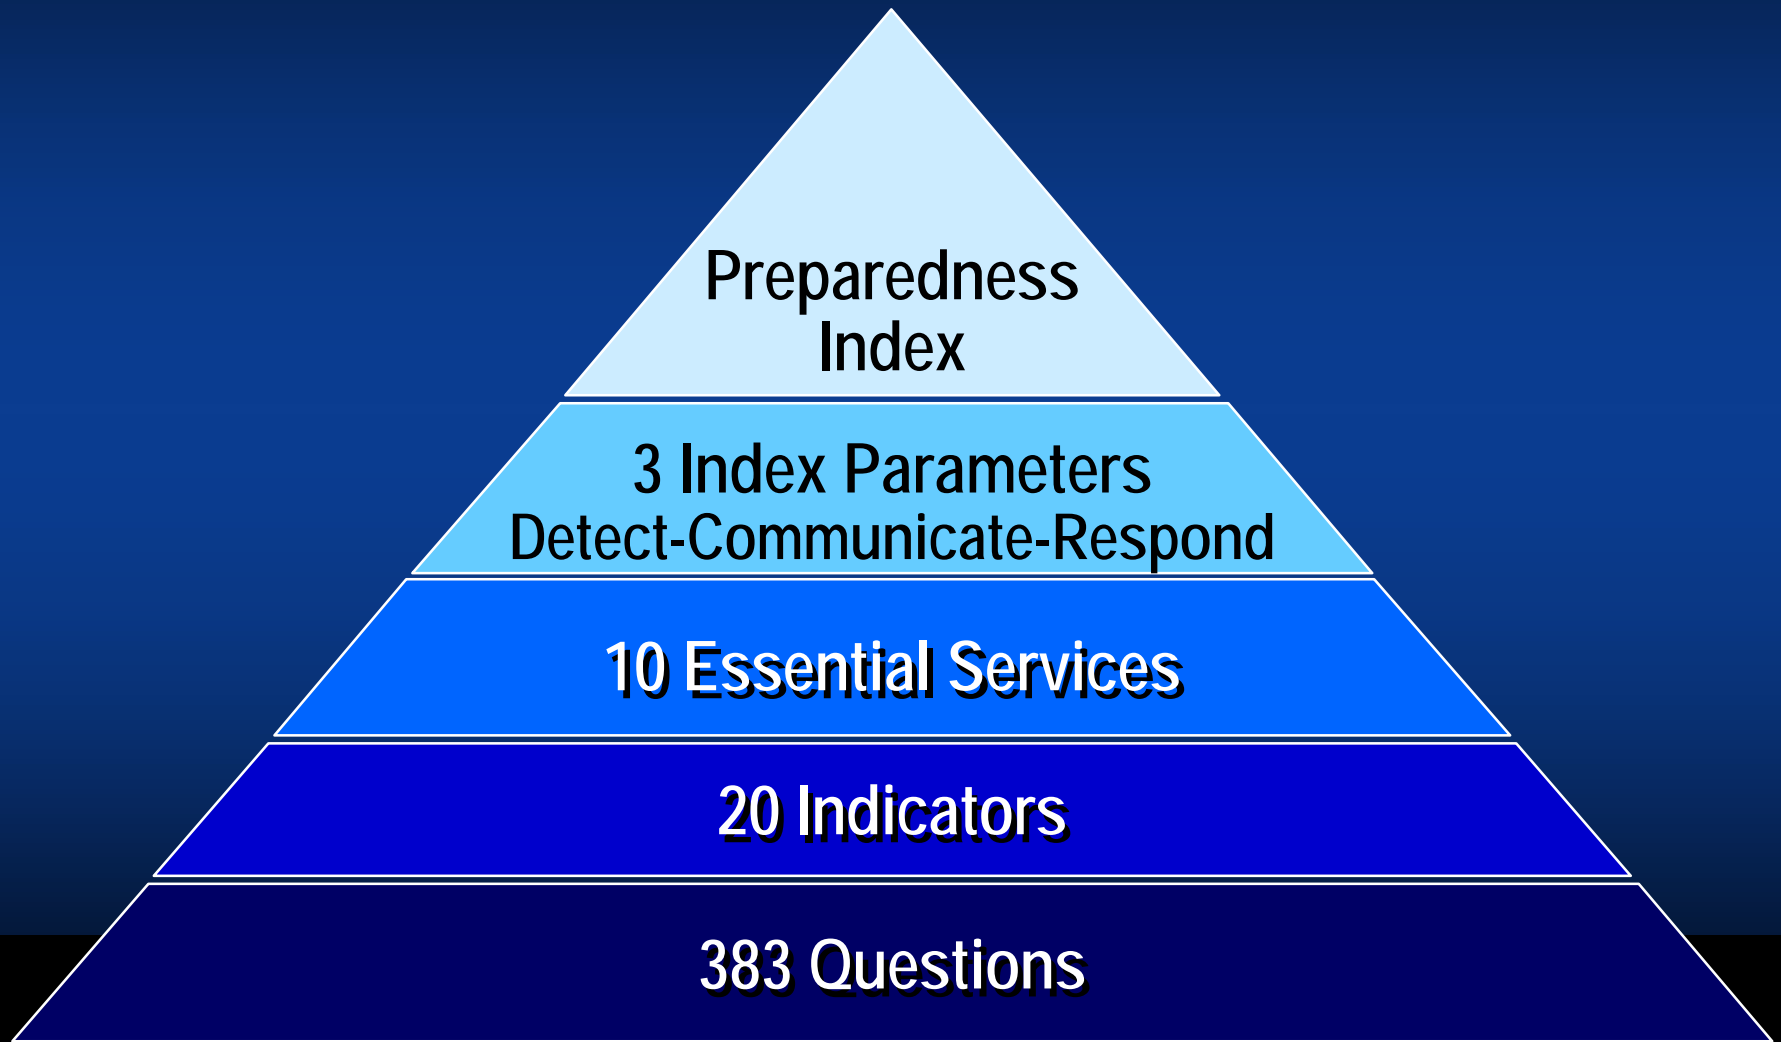 Preparedness
Index
3 Index Parameters
Detect-Communicate-Respond
10 Essential Services
20 Indicators
383 Questions